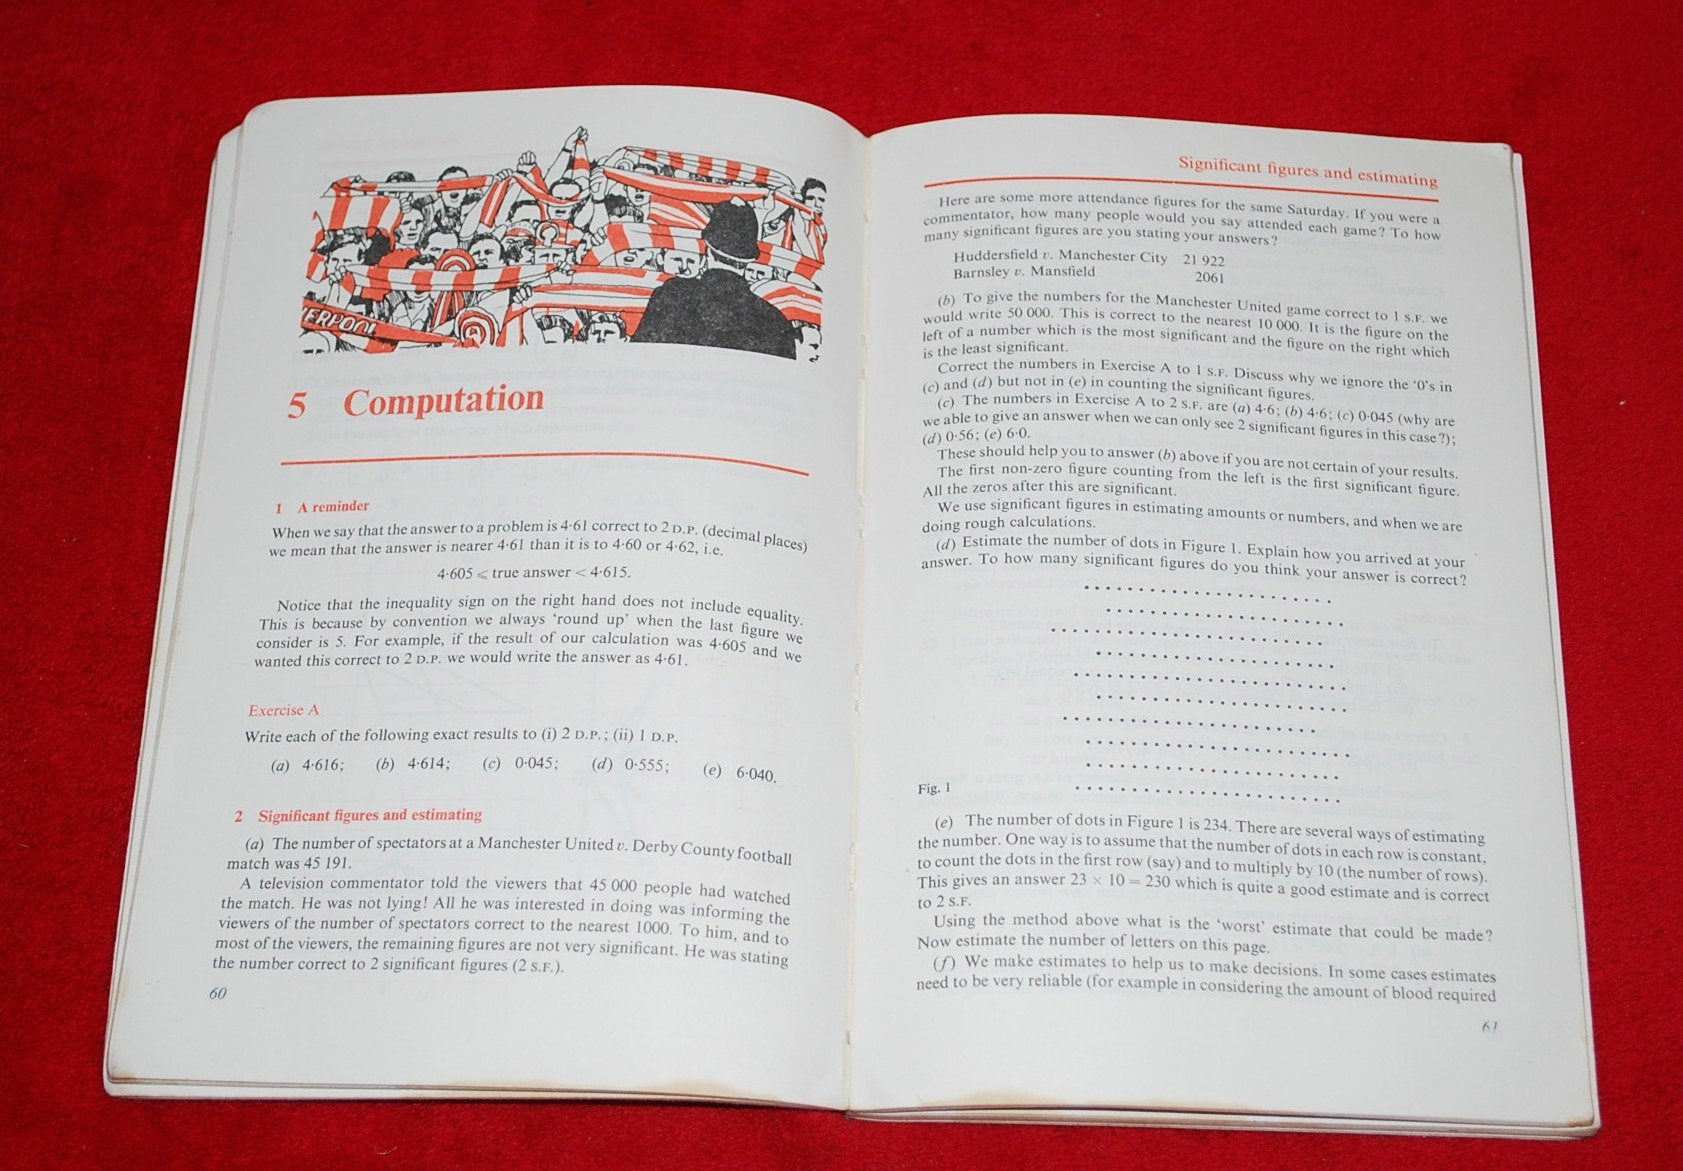 ERPOOL
5 Computation
1 A reminder
When we say that the answer to a problem is 4·61 correct to 2 D.P. (decimal places)
we mean that the answer is nearer 4·61 than it is to 4·60 or 4·62, i.e.
4·605 ⩽ true answer < 4·615.
Notice that the inequality sign on the right hand does not include equality.
This is because by convention we always ‘round up’ when the last figure we
consider is 5. For example, if the result of our calculation was 4·605 and we
wanted this correct to 2 D.P. we would write the answer as 4·61.
Exercise A
Write each of the following exact results to (i) 2 D.P.; (ii) 1 D.P.
(a) 4·616; (b) 4·614; (c) 0·045; (d) 0·555; (e) 6·040.
2 Significant figures and estimating
(a) The number of spectators at a Manchester United v. Derby County football
match was 45 191.
A television commentator told the viewers that 45 000 people had watched
the match. He was not lying! All he was interested in doing was informing the
viewers of the number of spectators correct to the nearest 1000. To him, and to
most of the viewers, the remaining figures are not very significant. He was stating
the number correct to 2 significant figures (2 S.F.).
60
Significant figures and estimating
Here are some more attendance figures for the same Saturday. If you were a
commentator, how many people would you say attended each game? To how
many significant figures are you stating your answers?
Huddersfield v. Manchester City 21 922
Barnsley v. Mansfield 2061
(b) To give the numbers for the Manchester United game correct to 1 S.F. we
would write 50 000. This is correct to the nearest 10 000. It is the figure on the
left of a number which is the most significant and the figure on the right which
is the least significant.
Correct the numbers in Exercise A to 1 S.F. Discuss why we ignore the ‘0’s in
(c) and (d) but not in (e) in counting the significant figures.
(c) The numbers in Exercise A to 2 S.F. are (a) 4·6; (b) 4·6; (c) 0·045 (why are
we able to give an answer when we can only see 2 significant figures in this case?);
(d) 0·56; (e) 6·0.
These should help you to answer (b) above if you are not certain of your results.
The first non-zero figure counting from the left is the first significant figure.
All the zeros after this are significant.
We use significant figures in estimating amounts or numbers, and when we are
doing rough calculations.
(d) Estimate the number of dots in Figure 1. Explain how you arrived at your
answer. To how many significant figures do you think your answer is correct?
Fig. 1
(e) The number of dots in Figure 1 is 234. There are several ways of estimating
the number. One way is to assume that the number of dots in each row is constant,
to count the dots in the first row (say) and to multiply by 10 (the number of rows).
This gives an answer 23 × 10 = 230 which is quite a good estimate and is correct
to 2 S.F.
Using the method above what is the ‘worst’ estimate that could be made?
Now estimate the number of letters on this page.
(f) We make estimates to help us to make decisions. In some cases estimates
need to be very reliable (for example in considering the amount of blood required
61